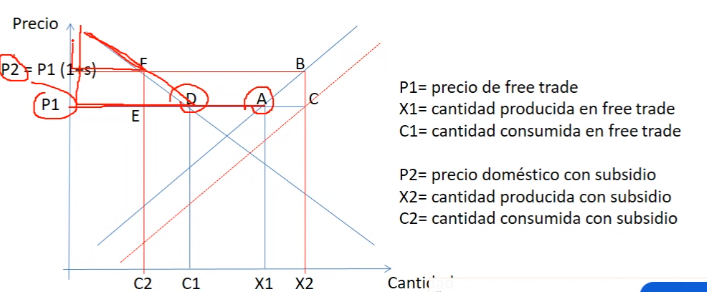 Precio
P2 = P1 (1+s)
F
B
P1
D
A
C
E
C2
C1
X1
X2
P1= precio de free trade
X1= cantidad producida en free trade
C1= cantidad consumida en free trade
P2= precio doméstico con subsidio
X2= cantidad producida con subsidio
C2= cantidad consumida con subsidio